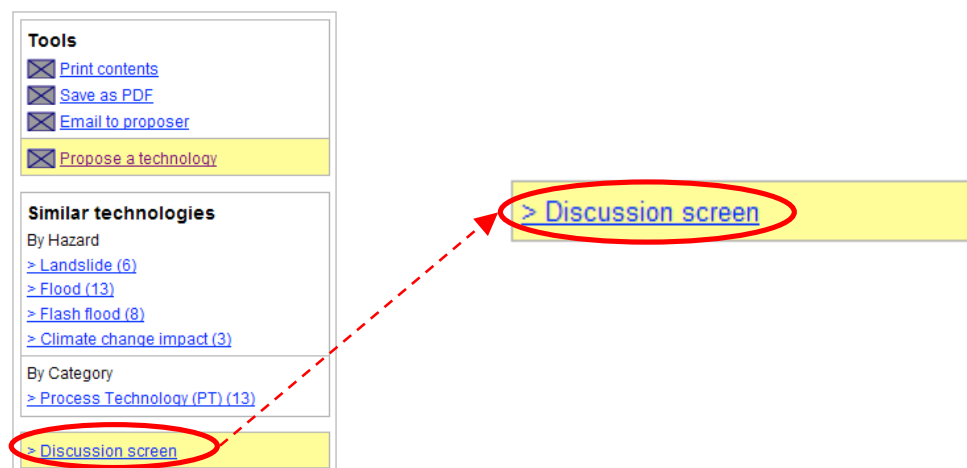 Tools
Print contents
Save as PDF
Email to proposer
Propose a technology
Similar technologies
By Hazard
> Landslide (6)
> Flood (13)
> Flash flood (8)
> Climate change impact (3)
By Category
> Process Technology (PT) (13)
> Discussion screen
> Discussion screen